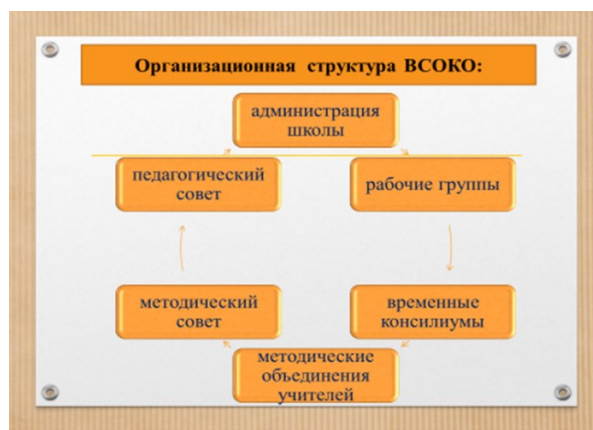 Организационная структура ВСОКО:
администрация
школы
педагогический
совет
рабочие группы
методический
совет
временные
консилиумы
методические
объединения
учителей